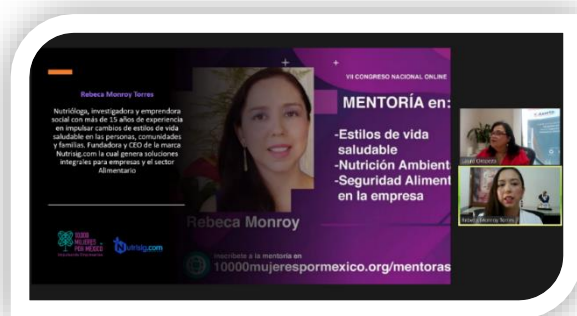 Rebeca Monroy Torres
Nutrióloga, investigadora y emprendora
social con más de 15 años de experiencia
en impulsar cambios de estilos de vida
saludable en las personas, comunidades
y familias. Fundadora y CEO de la marca
Nutrisig.com la cual genera soluciones
integrales para empresas y el sector
Alimentario
10000
MUJERES
POR MÉXICO
Nutrisig.com
Rebeca Monroy
VII CONGRESO NACIONAL ONLINE
MENTORÍA en:
-Estilos de vida
saludable
-Nutrición Ambient
-Seguridad Aliment
en la empresa
Inscríbete a la mentoría en
10000mujerespormexico.org/mentoras
Rebeca Monroy Torres